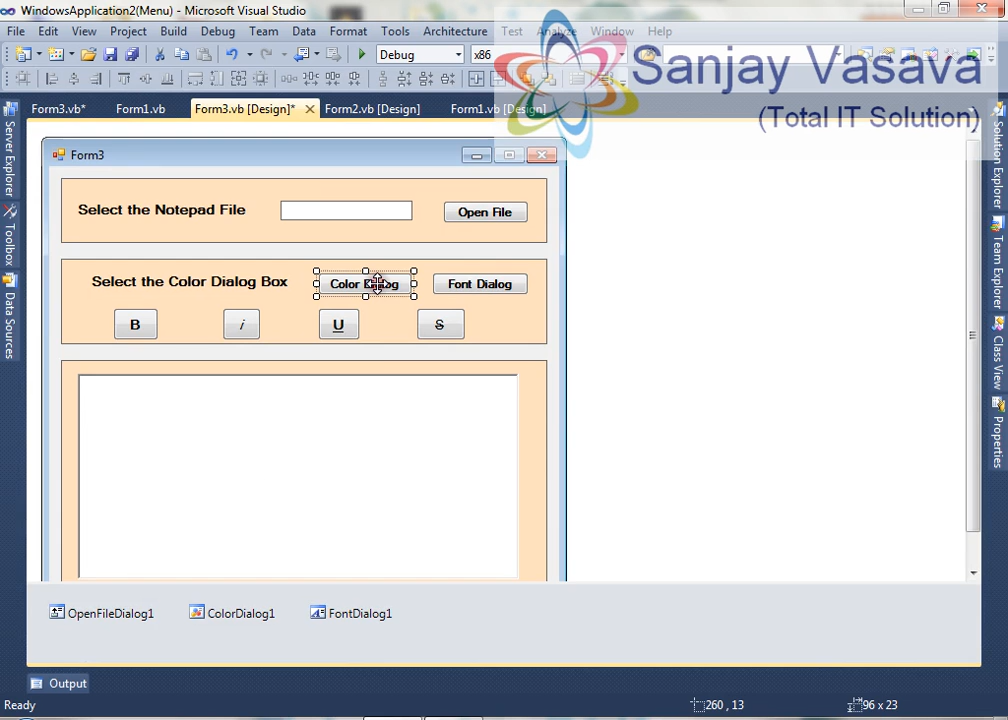 WindowsApplication2(Menu) - Microsoft Visual Studio
File Edit View Project Build Debug Team Data Format Tools Architecture Test Analyze Window Help
Debug x86
Sanjay Vasava
(Total IT Solution)
Form3.vb* Form1.vb Form3.vb [Design]* Form2.vb [Design] Form1.vb [Design]
Server Explorer
Toolbox
Data Sources
Form3
Select the Notepad File Open File
Select the Color Dialog Box Color Dialog Font Dialog
B i U S
Solution Explorer
Team Explorer
Class View
Properties
OpenFileDialog1 ColorDialog1 FontDialog1
Output
Ready 260 , 13 96 x 23